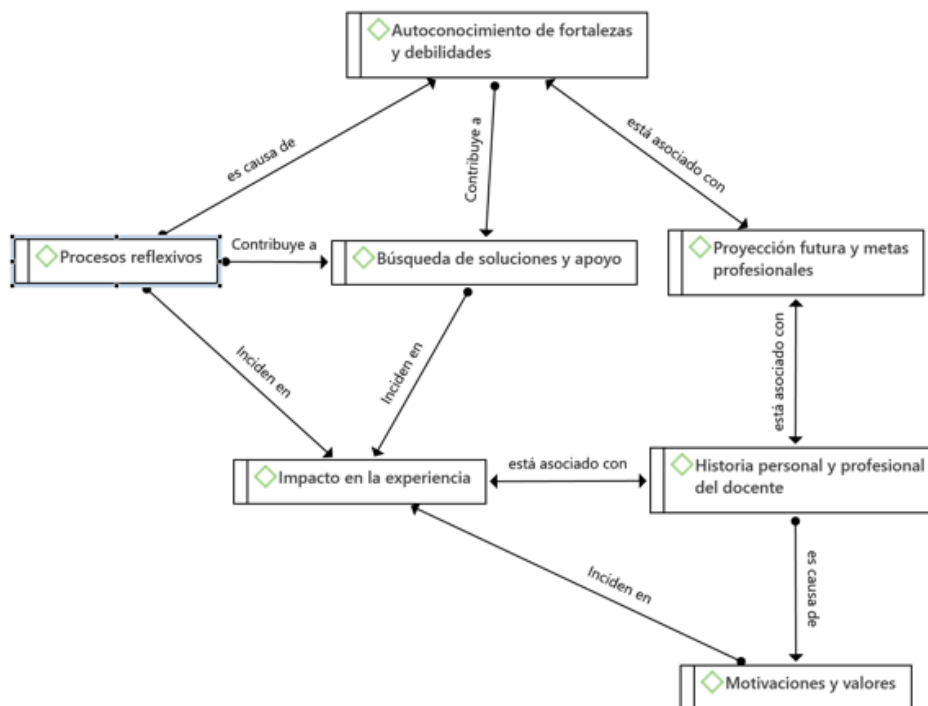 Autoconocimiento de fortalezas
y debilidades
es causa de
Contribuye a
está asociado con
Procesos reflexivos
Contribuye a
Búsqueda de soluciones y apoyo
Proyección futura y metas
profesionales
Inciden en
Inciden en
está asociado con
Impacto en la experiencia
está asociado con
Historia personal y profesional
del docente
Inciden en
es causa de
Motivaciones y valores